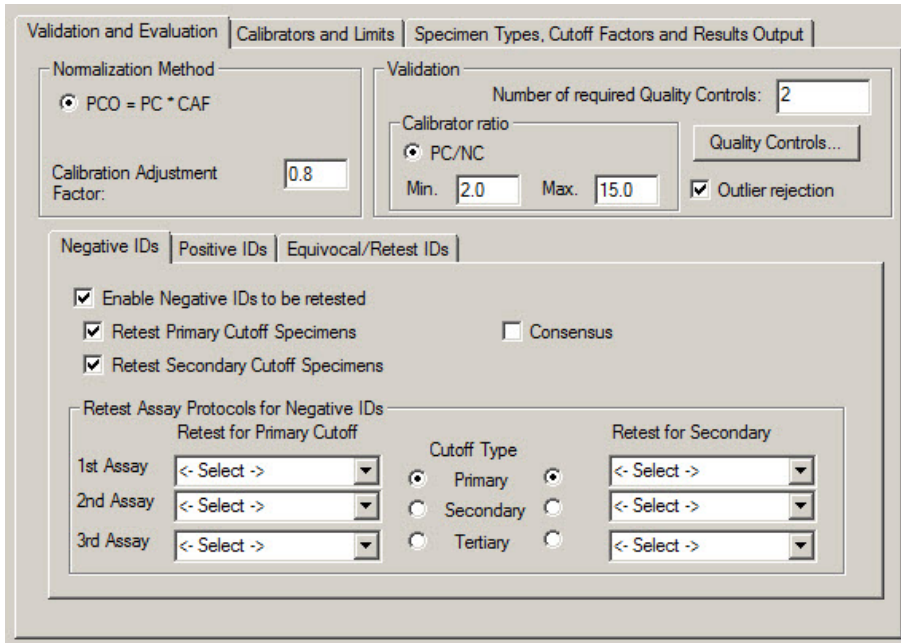 Validation and Evaluation Calibrators and Limits Specimen Types, Cutoff Factors and Results Output
Normalization Method
PCO = PC * CAF
Calibration Adjustment
Factor:
0.8
Validation
Number of required Quality Controls: 2
Calibrator ratio
PC/NC
Min. 2.0 Max. 15.0
Quality Controls...
Outlier rejection
Negative IDs Positive IDs Equivocal/Retest IDs
Enable Negative IDs to be retested
Retest Primary Cutoff Specimens Consensus
Retest Secondary Cutoff Specimens
Retest Assay Protocols for Negative IDs
Retest for Primary Cutoff Cutoff Type Retest for Secondary
1st Assay <- Select -> Primary <- Select ->
2nd Assay <- Select -> Secondary <- Select ->
3rd Assay <- Select -> Tertiary <- Select ->